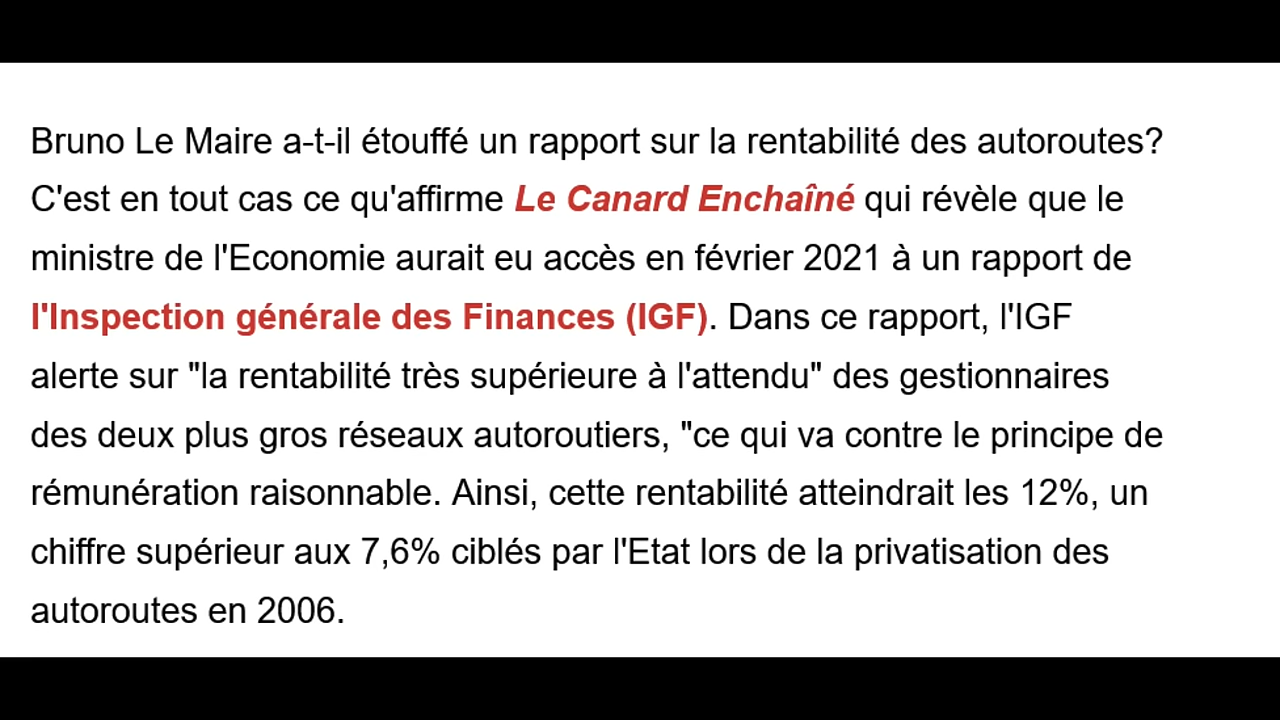 Bruno Le Maire a-t-il étouffé un rapport sur la rentabilité des autoroutes?
C'est en tout cas ce qu'affirme Le Canard Enchaîné qui révèle que le
ministre de l'Economie aurait eu accès en février 2021 à un rapport de
l'Inspection générale des Finances (IGF). Dans ce rapport, l'IGF
alerte sur "la rentabilité très supérieure à l'attendu" des gestionnaires
des deux plus gros réseaux autoroutiers, "ce qui va contre le principe de
rémunération raisonnable. Ainsi, cette rentabilité atteindrait les 12%, un
chiffre supérieur aux 7,6% ciblés par l'Etat lors de la privatisation des
autoroutes en 2006.